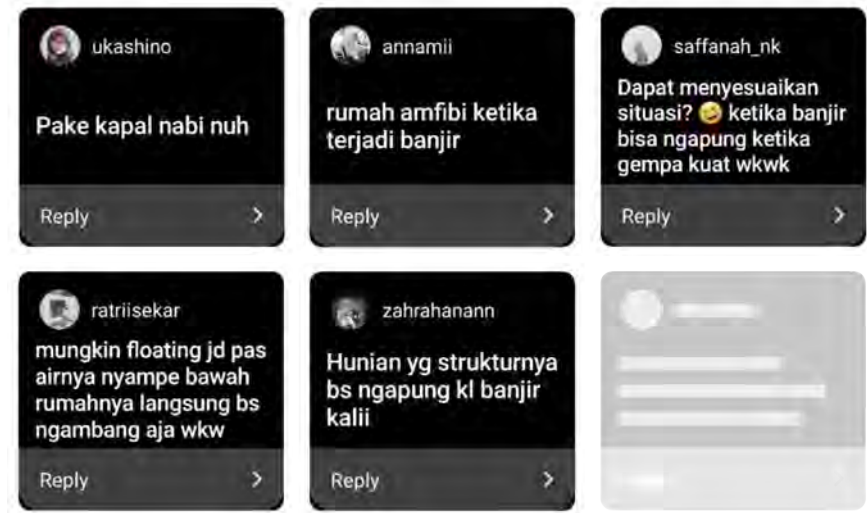 ukashino
Pake kapal nabi nuh
Reply
annamii
rumah amfibi ketika
terjadi banjir
Reply
saffanah_nk
Dapat menyesuaikan
situasi? 🤣 ketika banjir
bisa ngapung ketika
gempa kuat wkwk
Reply
ratriisekar
mungkin floating jd pas
airnya nyampe bawah
rumahnya langsung bs
ngambang aja wkw
Reply
zahrahanann
Hunian yg strukturnya
bs ngapung kl banjir
kalii
Reply